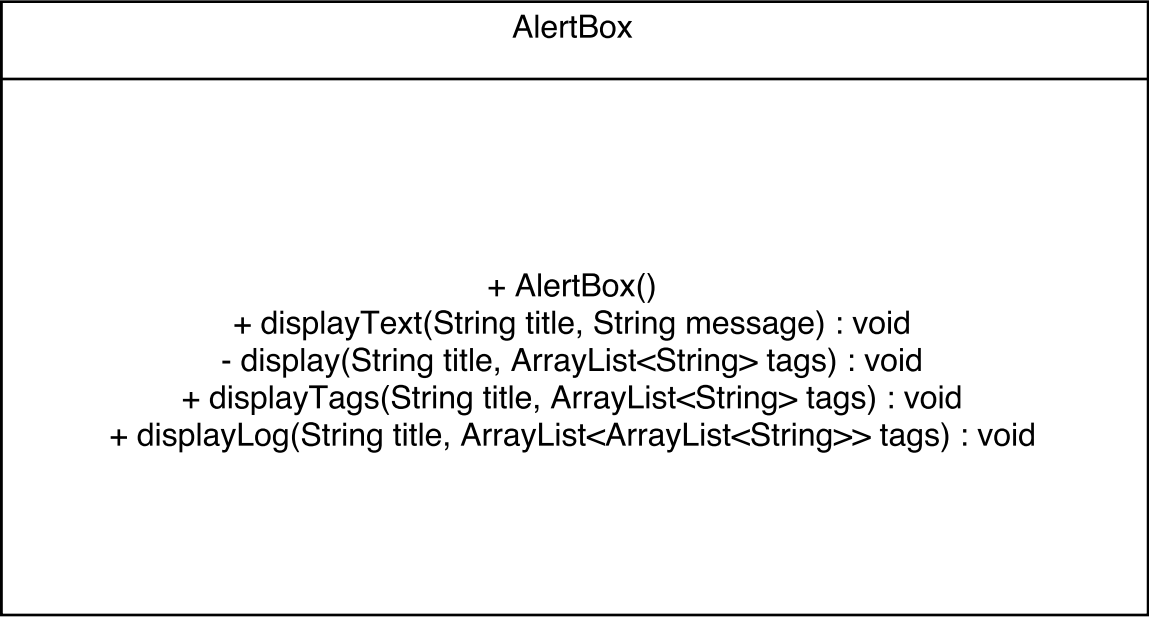 AlertBox
+ AlertBox()
+ displayText(String title, String message) : void
- display(String title, ArrayList<String> tags) : void
+ displayTags(String title, ArrayList<String> tags) : void
+ displayLog(String title, ArrayList<ArrayList<String>> tags) : void